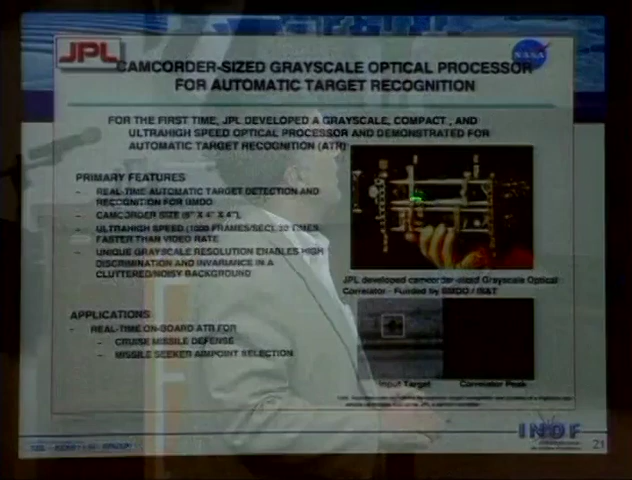 JPL
NASA
CAMCORDER-SIZED GRAYSCALE OPTICAL PROCESSOR
FOR AUTOMATIC TARGET RECOGNITION
FOR THE FIRST TIME, JPL DEVELOPED A GRAYSCALE, COMPACT, AND
ULTRAHIGH SPEED OPTICAL PROCESSOR AND DEMONSTRATED FOR
AUTOMATIC TARGET RECOGNITION (ATR)
PRIMARY FEATURES
- REAL-TIME AUTOMATIC TARGET DETECTION AND
RECOGNITION FOR BMDO
- CAMCORDER SIZE (8" X 4" X 4"),
- ULTRAHIGH SPEED (1000 FRAMES/SEC), 30 TIMES
FASTER THAN VIDEO RATE
- UNIQUE GRAYSCALE RESOLUTION ENABLES HIGH
DISCRIMINATION AND INVARIANCE IN A
CLUTTERED/NOISY BACKGROUND
JPL developed camcorder-sized Grayscale Optical
Correlator - Funded by BMDO / IS&T
APPLICATIONS
- REAL-TIME ON-BOARD ATR FOR
- CRUISE MISSILE DEFENSE
- MISSILE SEEKER AIMPOINT SELECTION
Input Target
Correlator Peak
21